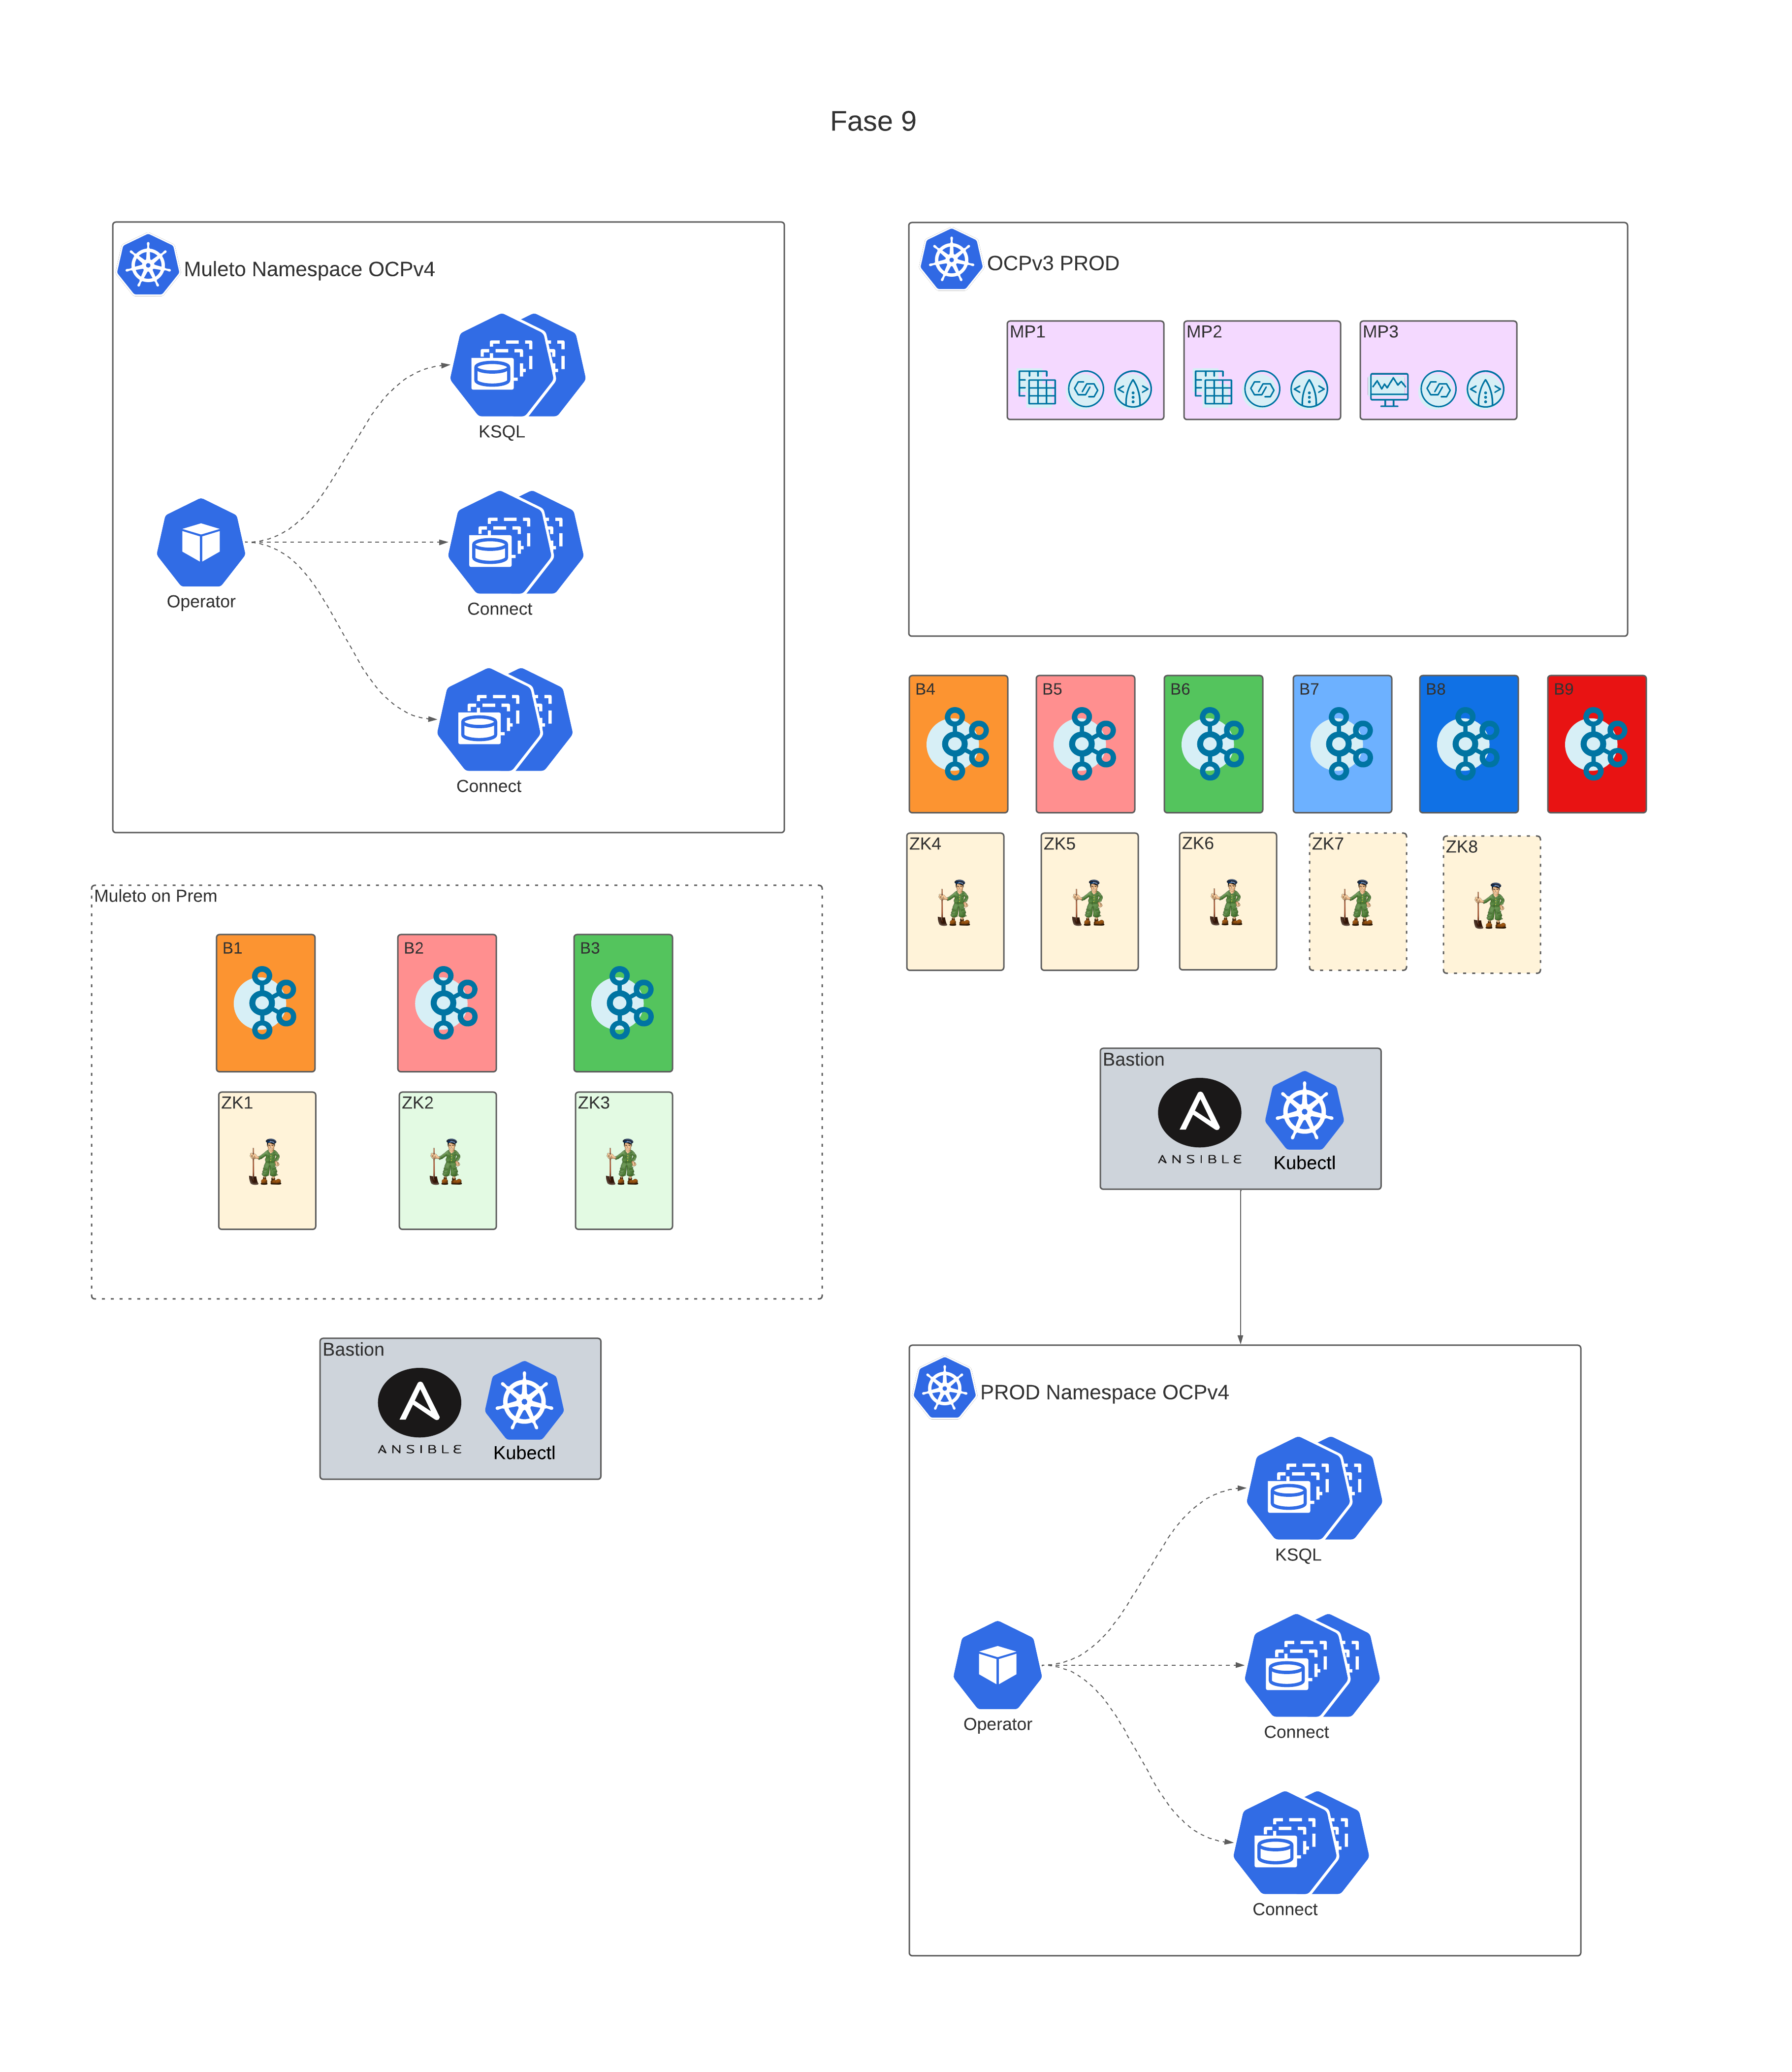 Fase 9
Muleto Namespace OCPv4
KSQL
Operator
Connect
Connect
Muleto on Prem
B1
B2
B3
ZK1
ZK2
ZK3
Bastion
ANSIBLE
Kubectl
OCPv3 PROD
MP1
MP2
MP3
B4
B5
B6
B7
B8
B9
ZK4
ZK5
ZK6
ZK7
ZK8
Bastion
ANSIBLE
Kubectl
PROD Namespace OCPv4
KSQL
Operator
Connect
Connect